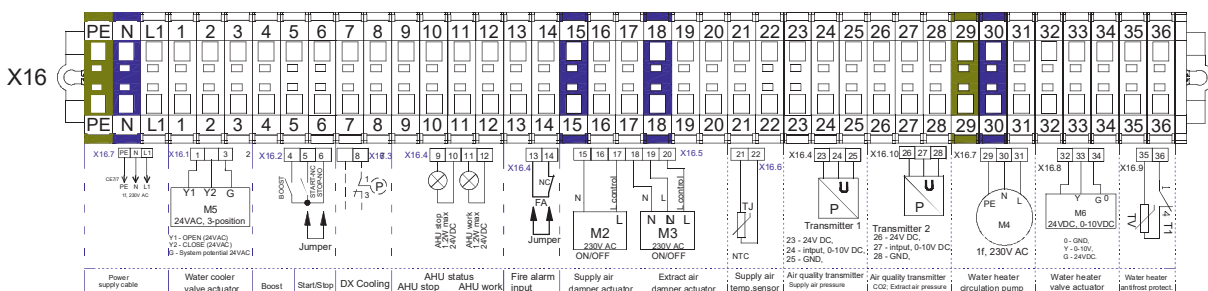 PE N L1 1 2 3 4 5 6 7 8 9 10 11 12 13 14 15 16 17 18 19 20 21 22 23 24 25 26 27 28 29 30 31 32 33 34 35 36
X16
PE N L1 1 2 3 4 5 6 7 8 9 10 11 12 13 14 15 16 17 18 19 20 21 22 23 24 25 26 27 28 29 30 31 32 33 34 35 36
X16.7 PE N L1
PE N L1
1f, 230V AC
X16.1 1 3 2
Y1 Y2 G
M5
24VAC, 3-position
Y1 - OPEN (24VAC)
Y2 - CLOSE (24VAC)
G - System potential 24VAC
X16.2 4 5 6
BOOST
START-NC
STOP-NO
Jumper
8
1
3
P
X16.4 9 10 11 12
AHU stop
1.2W max
24VDC
AHU work
1.2W max
24VDC
13 14
X16.4
NC
FA
Jumper
15 16 17 18 19 20 X16.5
N L control
L
M2
230V AC
ON/OFF
L control
N N L
M3
230V AC
ON/OFF
21 22
X16.6
TJ
NTC
X16.4 23 24 25
U
P
Transmitter 1
23 - 24V DC,
24 - intput, 0-10V DC,
25 - GND,
X16.10 26 27 28
U
P
Transmitter 2
26 - 24V DC,
27 - intput, 0-10V DC,
28 - GND,
X16.7 29 30 31
PE N L
M4
1f, 230V AC
X16.8
32 33 34
Y G 0
M6
24VDC, 0-10VDC
0 - GND,
Y - 0-10V,
G - 24VDC.
X16.9
35 36
TV
T1
Power
supply cable
Water cooler
valve actuator
Boost
Start/Stop
DX Cooling
AHU status
AHU stop AHU work
Fire alarm
input
Supply air
damper actuator
Extract air
damper actuator
Supply air
temp.sensor
Air quality transmitter
Supply air pressure
Air quality transmitter
CO2; Extract air pressure
Water heater
circulation pump
Water heater
valve actuator
Water heater
antifrost protect.